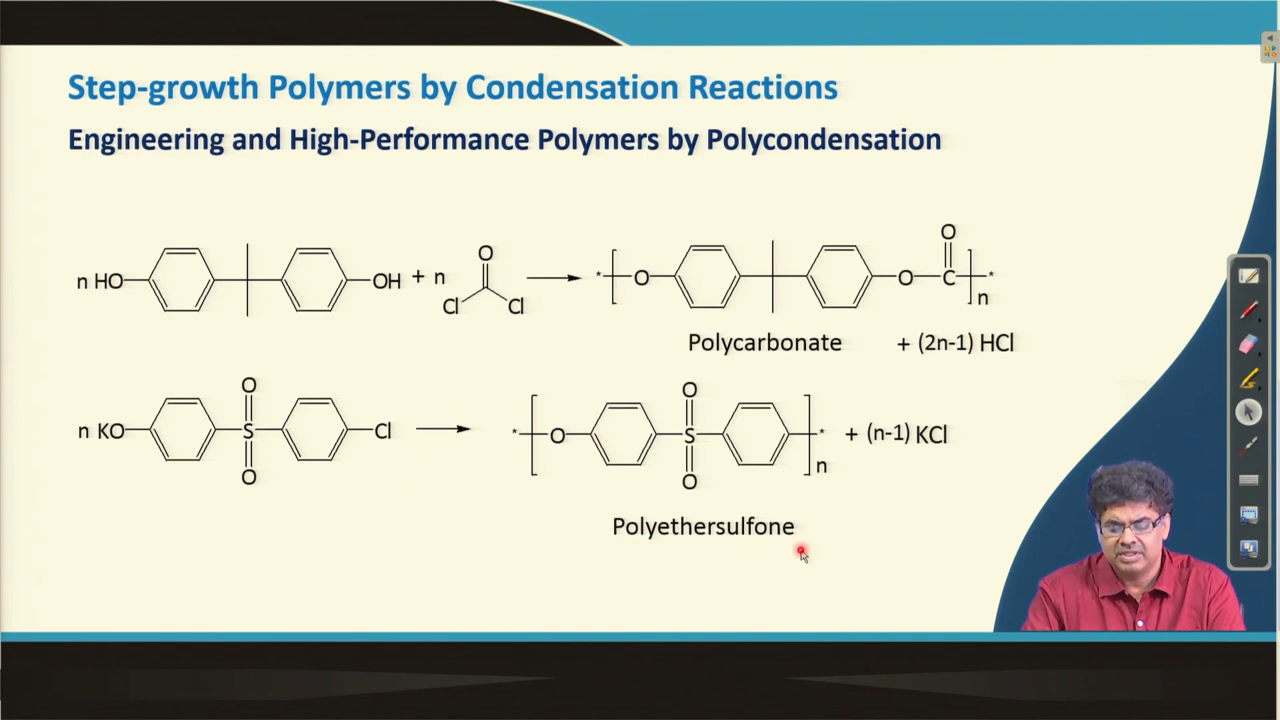 Step-growth Polymers by Condensation Reactions
Engineering and High-Performance Polymers by Polycondensation
n HO OH + n O Cl Cl * O O O C * n
Polycarbonate + (2n-1) HCl
n KO O S O Cl * O O S O * n + (n-1) KCl
Polyethersulfone